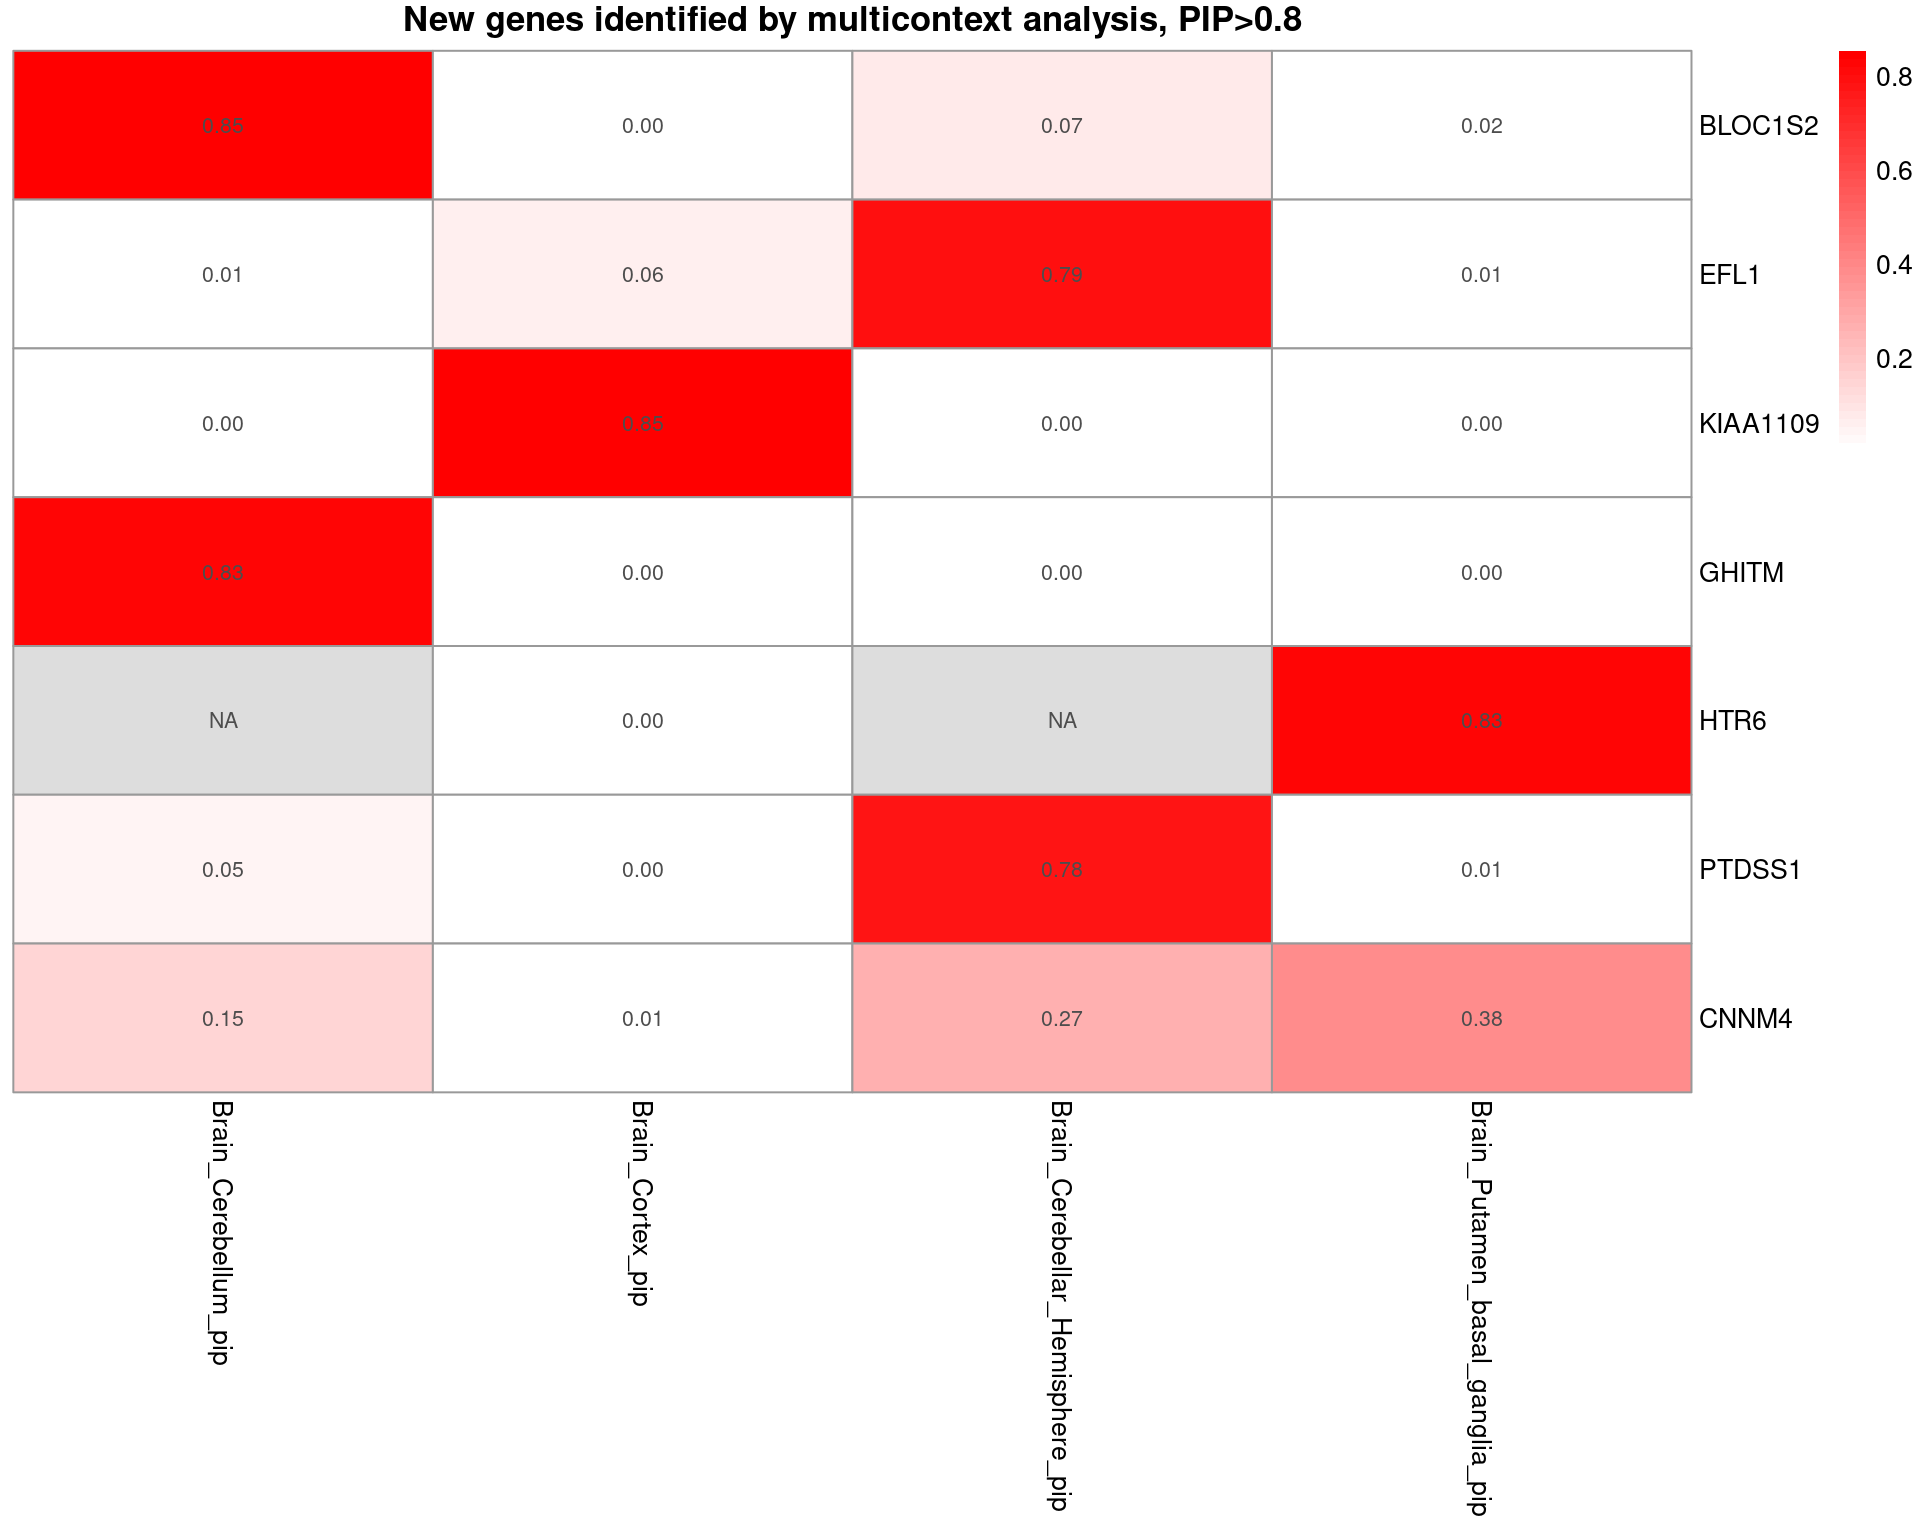 New genes identified by multicontext analysis, PIP>0.8
0.85 0.00 0.07 0.02 BLOC1S2
0.01 0.06 0.79 0.01 EFL1
0.00 0.85 0.00 0.00 KIAA1109
0.83 0.00 0.00 0.00 GHITM
NA 0.00 NA 0.83 HTR6
0.05 0.00 0.78 0.01 PTDSS1
0.15 0.01 0.27 0.38 CNNM4
Brain_Cerebellum_pip
Brain_Cortex_pip
Brain_Cerebellar_Hemisphere_pip
Brain_Putamen_basal_ganglia_pip
0.8
0.6
0.4
0.2